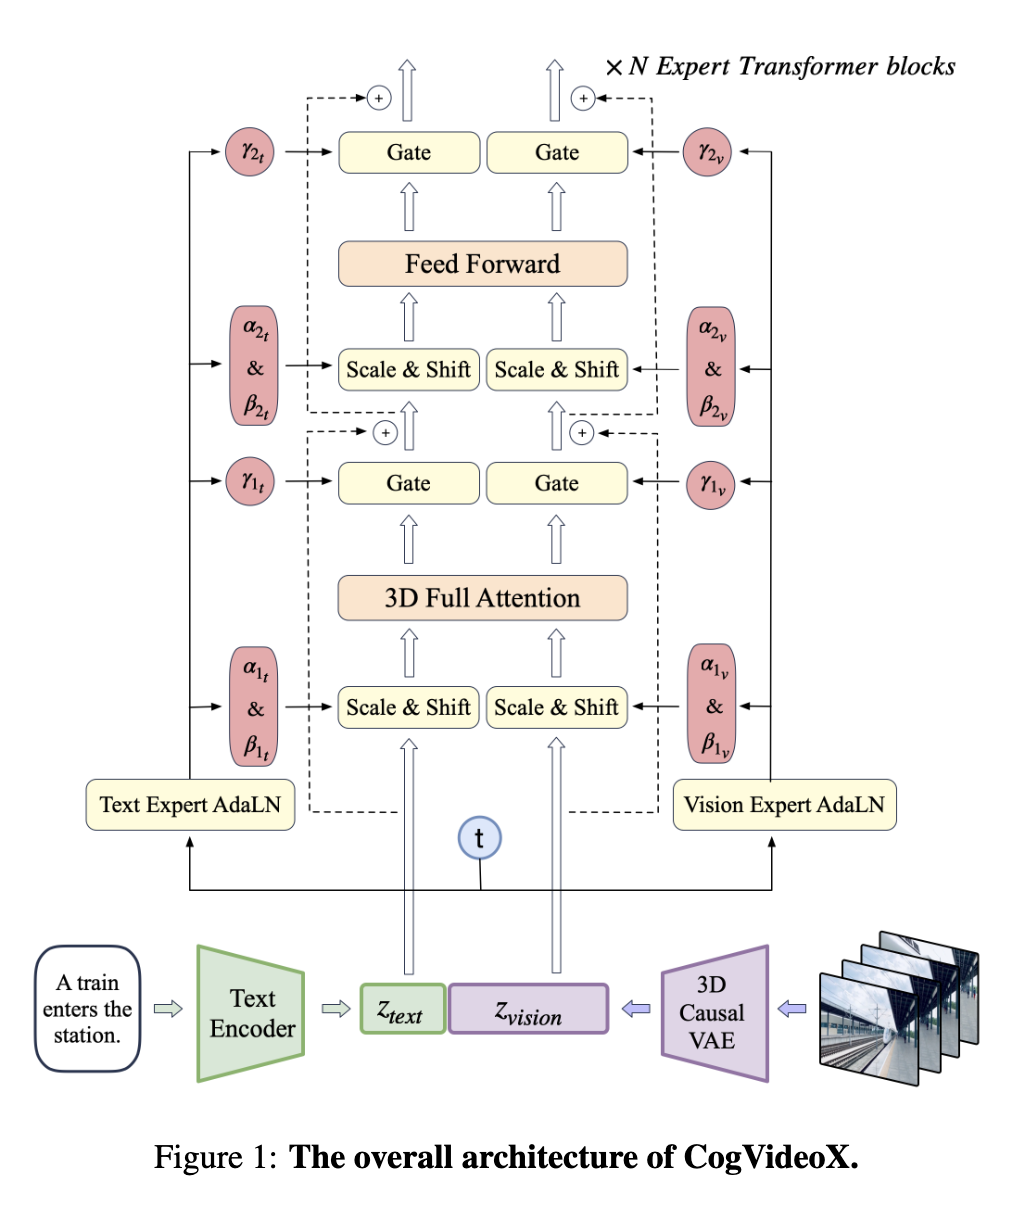 × N Expert Transformer blocks
+
+
γ2t
Gate
Gate
γ2v
Feed Forward
α2t
&
β2t
Scale & Shift
Scale & Shift
α2v
&
β2v
+
+
γ1t
Gate
Gate
γ1v
3D Full Attention
α1t
&
β1t
Scale & Shift
Scale & Shift
α1v
&
β1v
Text Expert AdaLN
Vision Expert AdaLN
t
A train
enters the
station.
Text
Encoder
ztext
zvision
3D
Causal
VAE
Figure 1: The overall architecture of CogVideoX.